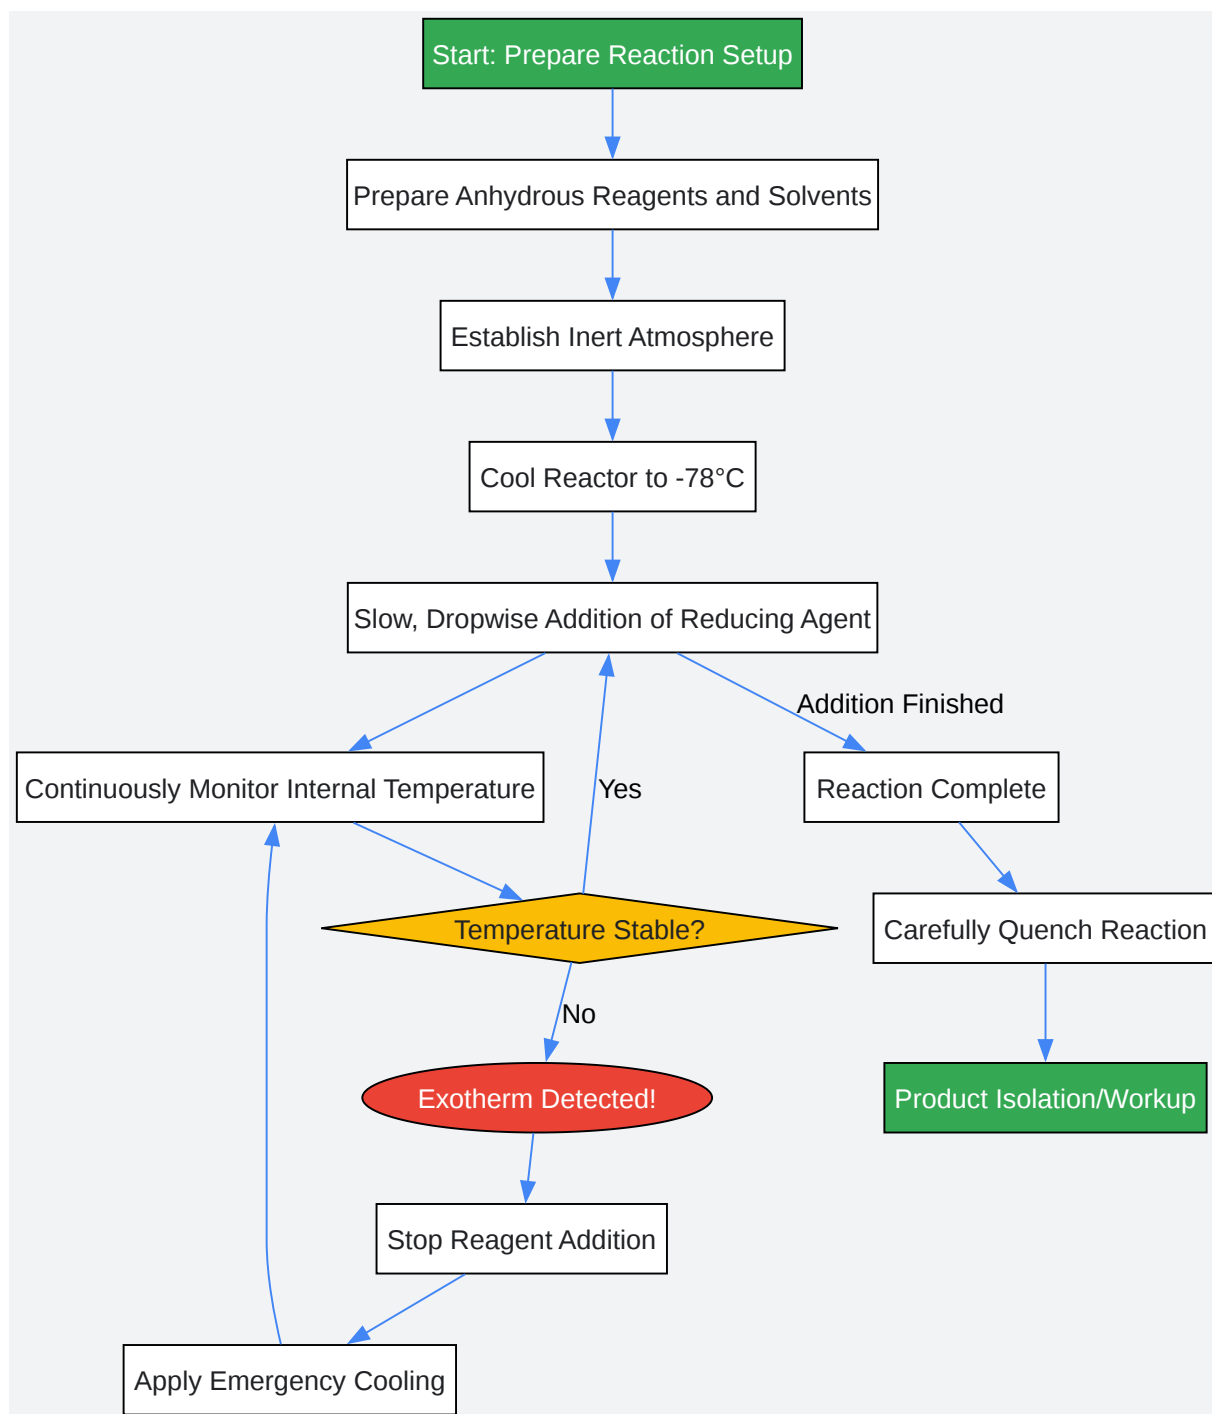 Start: Prepare Reaction Setup
Prepare Anhydrous Reagents and Solvents
Establish Inert Atmosphere
Cool Reactor to -78°C
Slow, Dropwise Addition of Reducing Agent
Addition Finished
Continuously Monitor Internal Temperature
Yes
Reaction Complete
Temperature Stable?
Carefully Quench Reaction
No
Exotherm Detected!
Product Isolation/Workup
Stop Reagent Addition
Apply Emergency Cooling